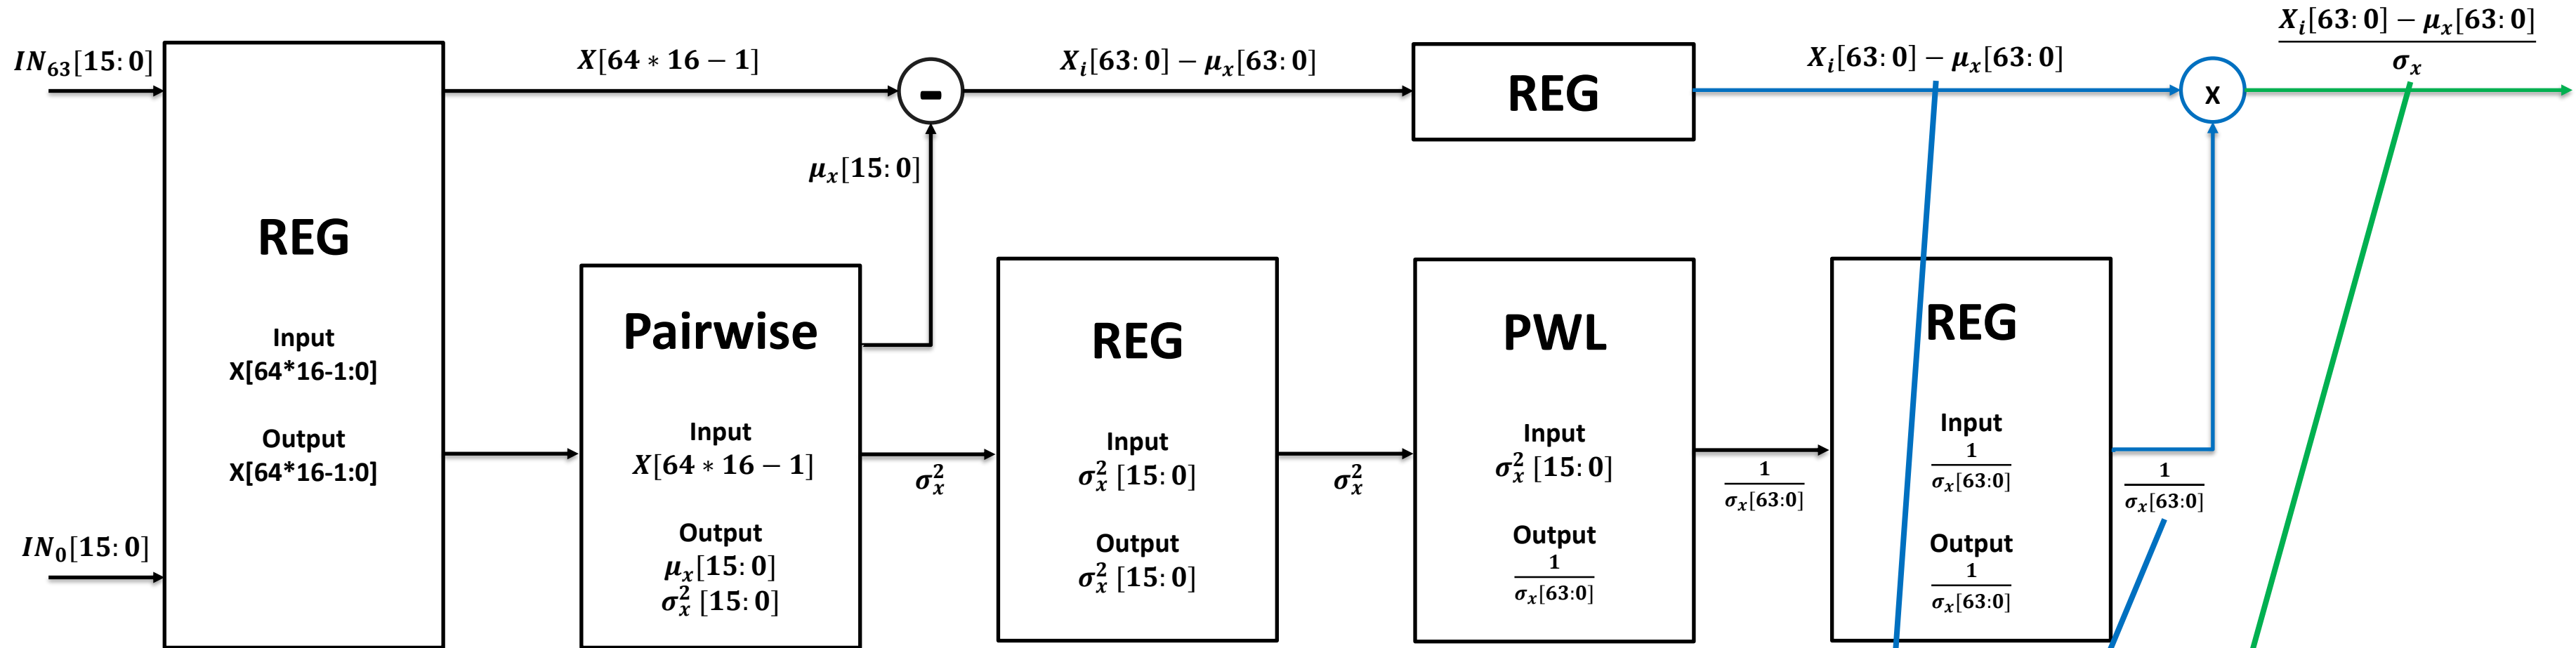 IN₆₃[15:0]
REG
Input
X[64*16-1:0]
Output
X[64*16-1:0]
IN₀[15:0]
X[64 ∗ 16 − 1]
-
μₓ[15:0]
Pairwise
Input
X[64 ∗ 16 − 1]
Output
μₓ[15:0]
σₓ² [15:0]
σₓ²
Xᵢ[63:0] − μₓ[63:0]
REG
Input
σₓ² [15:0]
Output
σₓ² [15:0]
σₓ²
REG
PWL
Input
σₓ² [15:0]
Output
1
σₓ[63:0]
1
σₓ[63:0]
Xᵢ[63:0] − μₓ[63:0]
REG
Input
1
σₓ[63:0]
Output
1
σₓ[63:0]
1
σₓ[63:0]
x
Xᵢ[63:0] − μₓ[63:0]
σₓ